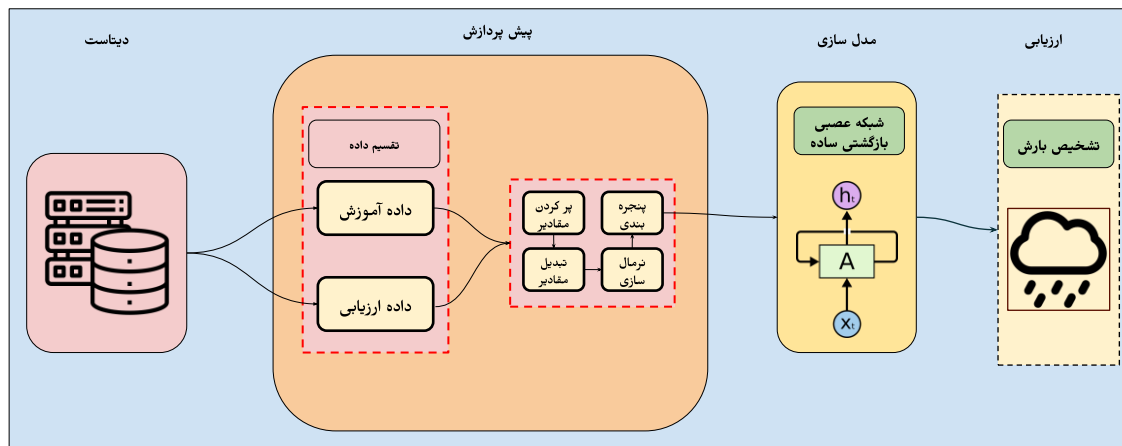 دیتاست
پیش پردازش
مدل سازی
ارزیابی
تقسیم داده
داده آموزش
داده ارزیابی
پر کردن
مقادیر
تبدیل
مقادیر
نرمال
سازی
پنجره
بندی
شبکه عصبی
بازگشتی ساده
hₜ
A
xₜ
تشخیص بارش